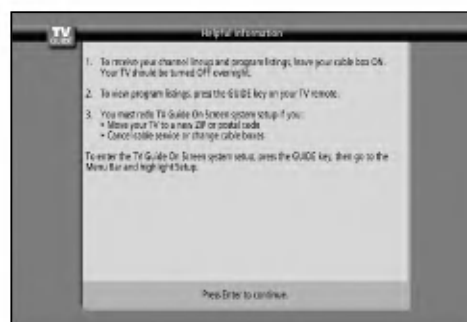 TV
GUIDE
Helpful Information
1. To receive your channel lineup and program listings, leave your cable box ON.
Your TV should be turned OFF overnight.
2. To view program listings, press the GUIDE key on your TV remote.
3. You must redo TV Guide On Screen system setup if you:
• Move your TV to a new ZIP or postal code
• Cancel cable service or change cable boxes
To enter the TV Guide On Screen system setup, press the GUIDE key, then go to the
Menu Bar and highlight Setup.
Press Enter to continue.